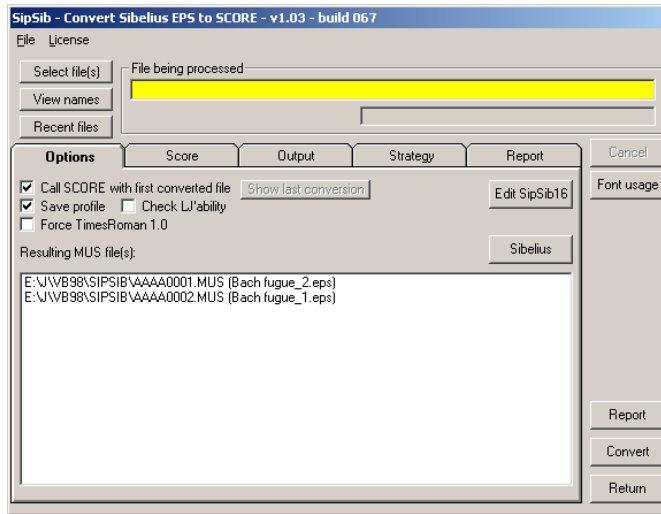 SipSib - Convert Sibelius EPS to SCORE - v1.03 - build 067
File License
Select file(s)
File being processed
View names
Recent files
Options Score Output Strategy Report
Cancel
Call SCORE with first converted file
Show last conversion
Edit SipSib16
Font usage
Save profile Check LJ'ability
Force TimesRoman 1.0
Resulting MUS file(s):
Sibelius
E:\J\VB98\SIPSIB\AAAA0001.MUS (Bach fugue_2.eps)
E:\J\VB98\SIPSIB\AAAA0002.MUS (Bach fugue_1.eps)
Report
Convert
Return